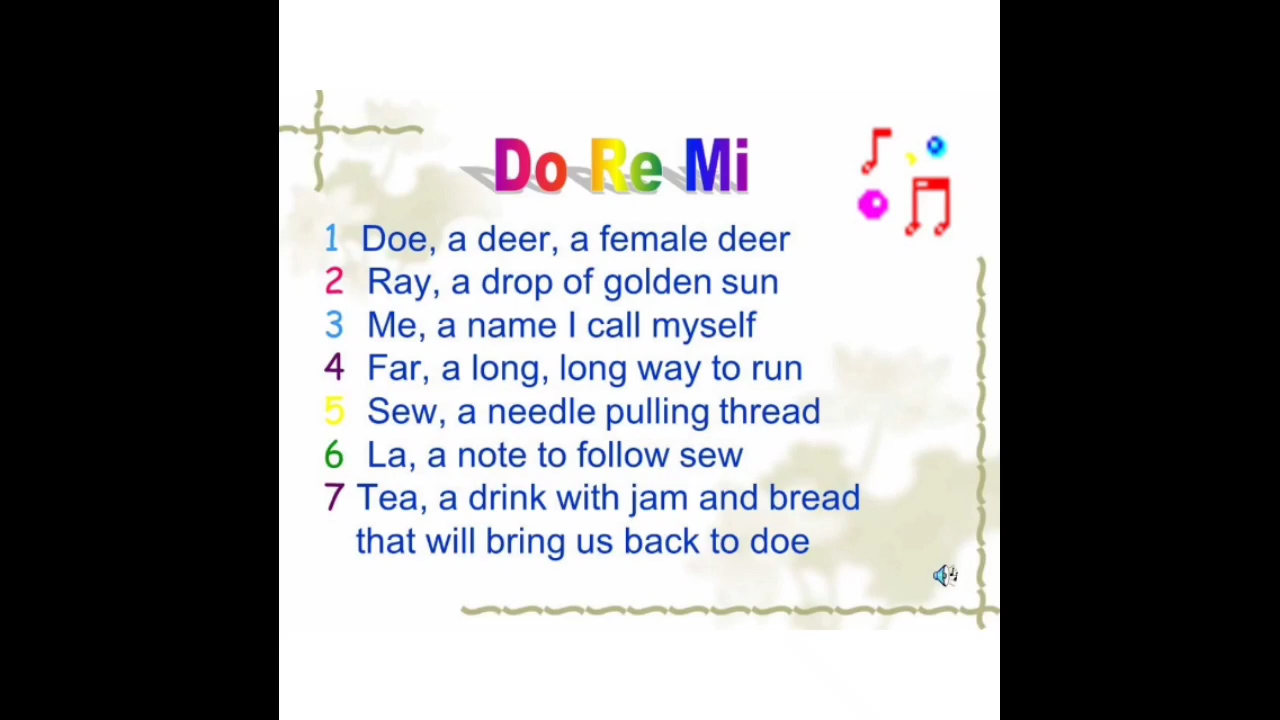 Do Re Mi
1 Doe, a deer, a female deer
2 Ray, a drop of golden sun
3 Me, a name I call myself
4 Far, a long, long way to run
5 Sew, a needle pulling thread
6 La, a note to follow sew
7 Tea, a drink with jam and bread
that will bring us back to doe